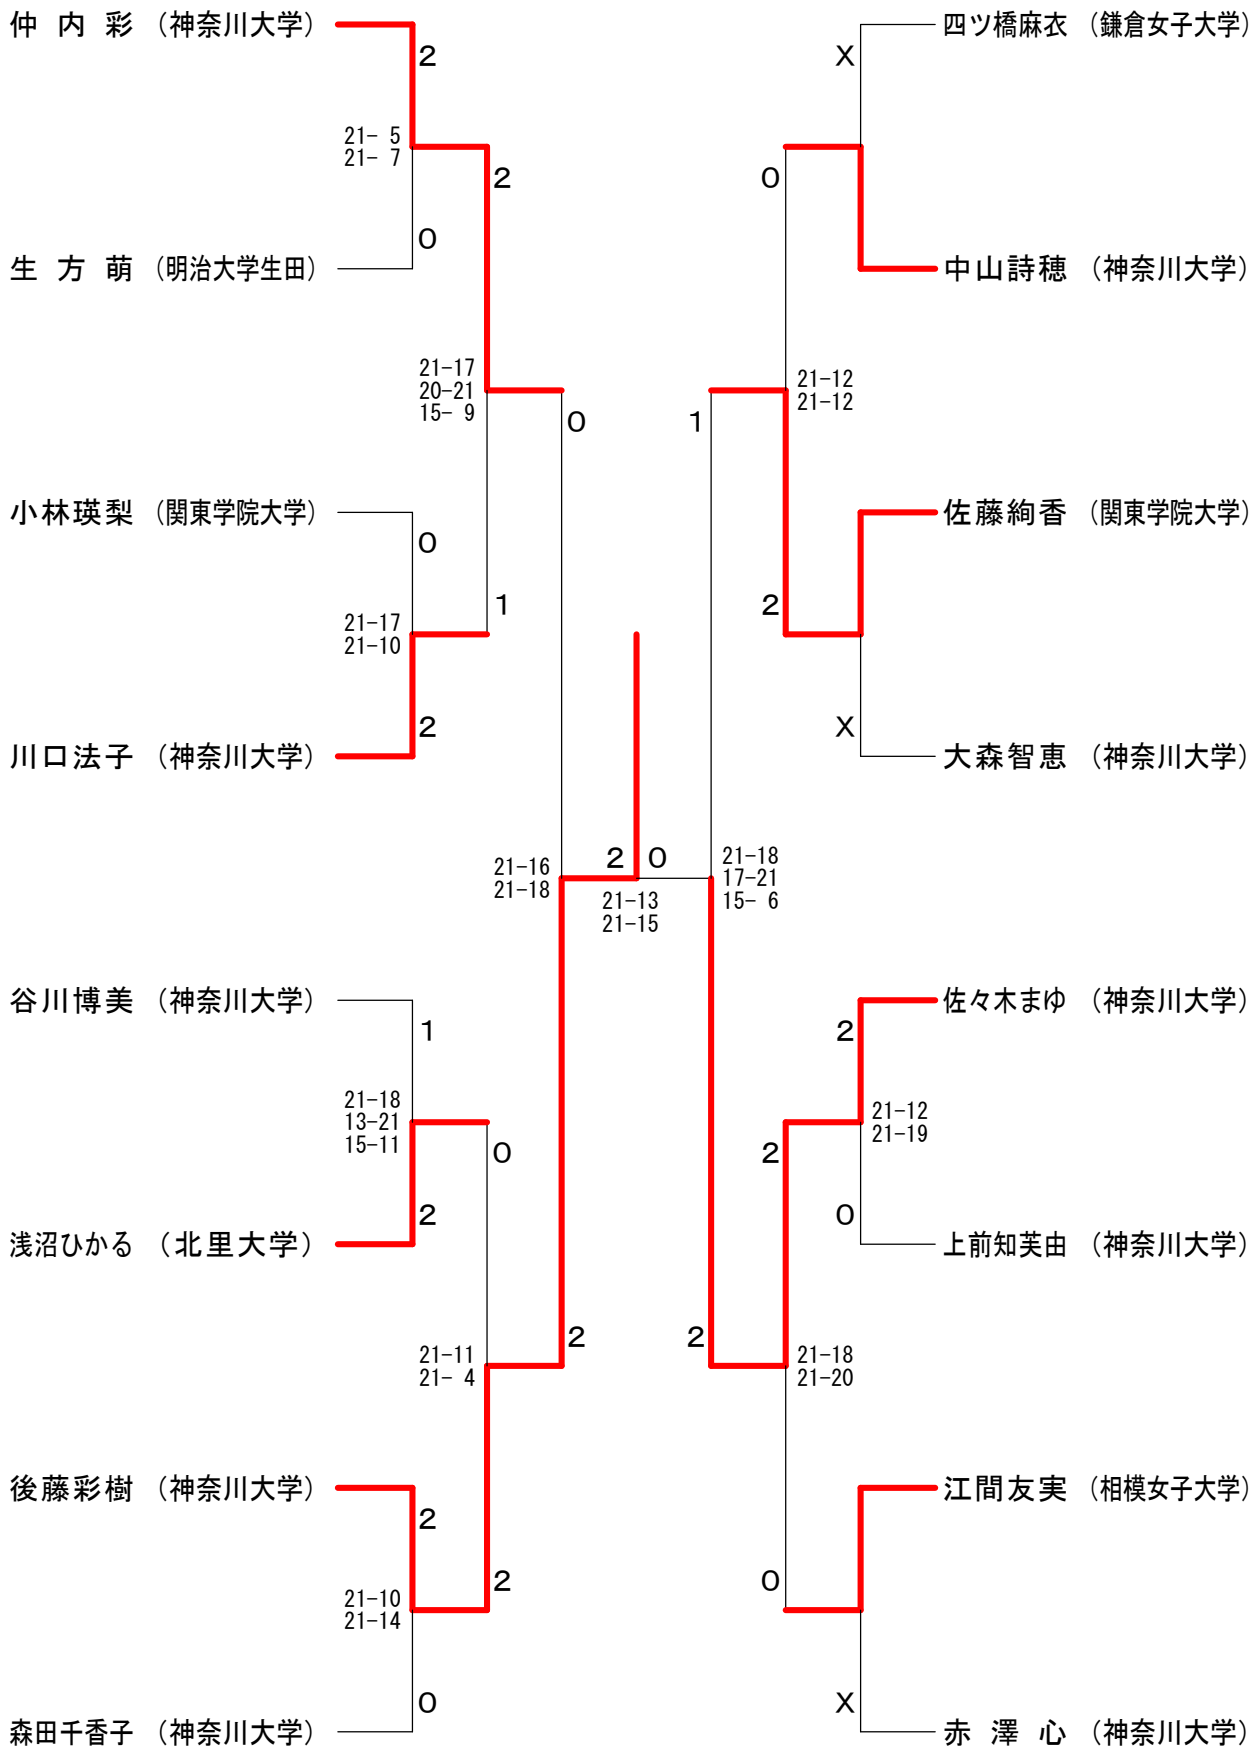 仲内彩 (神奈川大学)
2
21- 5
21- 7
2
0
生方萌 (明治大学生田)
21-17
20-21
15- 9
0
小林瑛梨 (関東学院大学)
0
1
21-17
21-10
2
川口法子 (神奈川大学)
21-16
21-18
2 0
21-13
21-15
谷川博美 (神奈川大学)
1
21-18
13-21
15-11
0
2
浅沼ひかる (北里大学)
2
21-11
21- 4
後藤彩樹 (神奈川大学)
2
2
21-10
21-14
0
森田千香子 (神奈川大学)
四ツ橋麻衣 (鎌倉女子大学)
X
0
中山詩穂 (神奈川大学)
21-12
21-12
1
佐藤絢香 (関東学院大学)
2
X
大森智恵 (神奈川大学)
21-18
17-21
15- 6
佐々木まゆ (神奈川大学)
2
21-12
21-19
2
0
上前知芙由 (神奈川大学)
2
21-18
21-20
江間友実 (相模女子大学)
0
X
赤澤心 (神奈川大学)